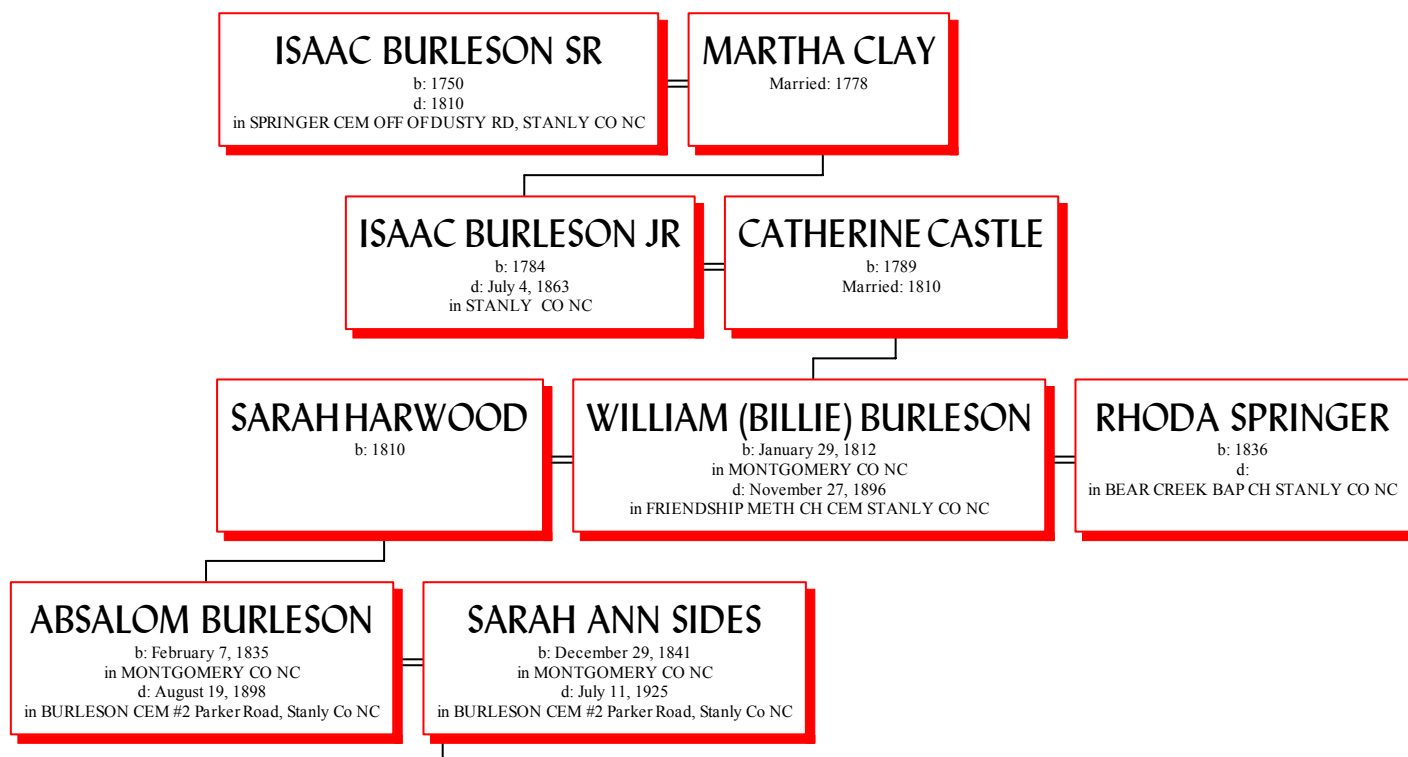 ISAAC BURLESON SR
b: 1750
d: 1810
in SPRINGER CEM OFF OFDUSTY RD, STANLY CO NC
MARTHA CLAY
Married: 1778
ISAAC BURLESON JR
b: 1784
d: July 4, 1863
in STANLY CO NC
CATHERINE CASTLE
b: 1789
Married: 1810
SARAH HARWOOD
b: 1810
WILLIAM (BILLIE) BURLESON
b: January 29, 1812
in MONTGOMERY CO NC
d: November 27, 1896
in FRIENDSHIP METH CH CEM STANLY CO NC
RHODA SPRINGER
b: 1836
d:
in BEAR CREEK BAP CH STANLY CO NC
ABSALOM BURLESON
b: February 7, 1835
in MONTGOMERY CO NC
d: August 19, 1898
in BURLESON CEM #2 Parker Road, Stanly Co NC
SARAH ANN SIDES
b: December 29, 1841
in MONTGOMERY CO NC
d: July 11, 1925
in BURLESON CEM #2 Parker Road, Stanly Co NC